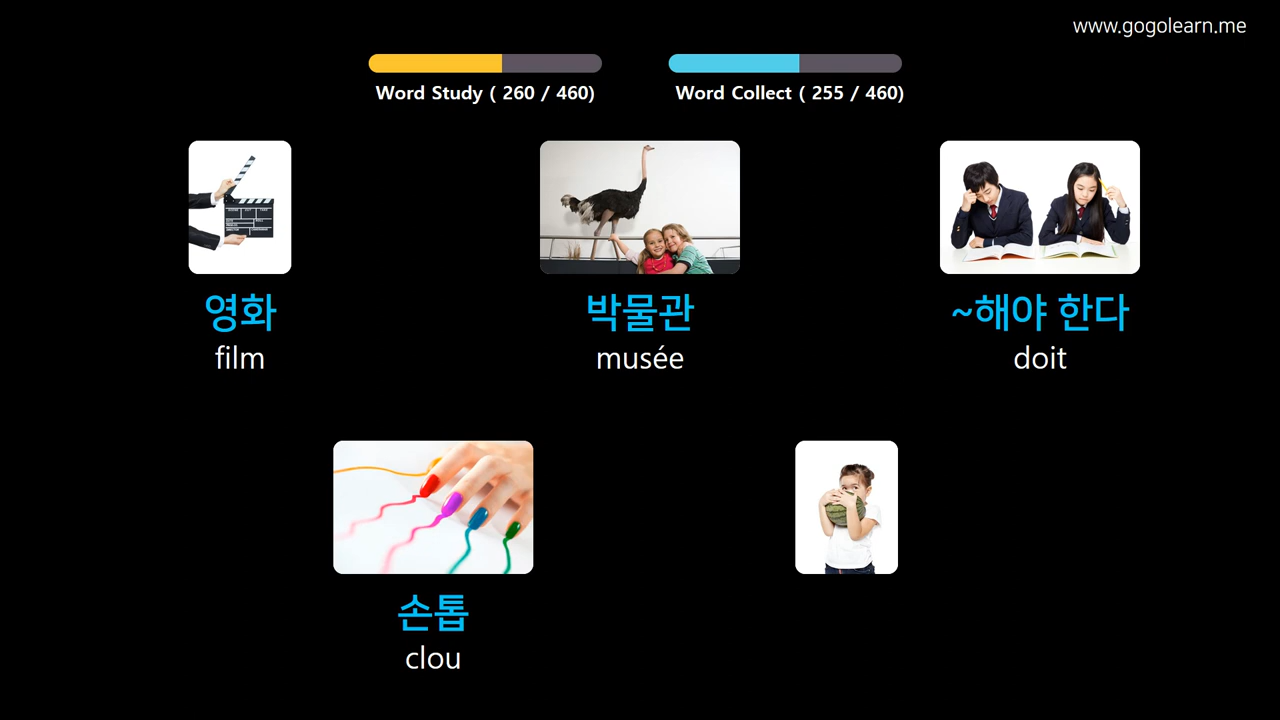 www.gogolearn.me
Word Study ( 260 / 460)
Word Collect ( 255 / 460)
영화
film
박물관
musée
~해야 한다
doit
손톱
clou